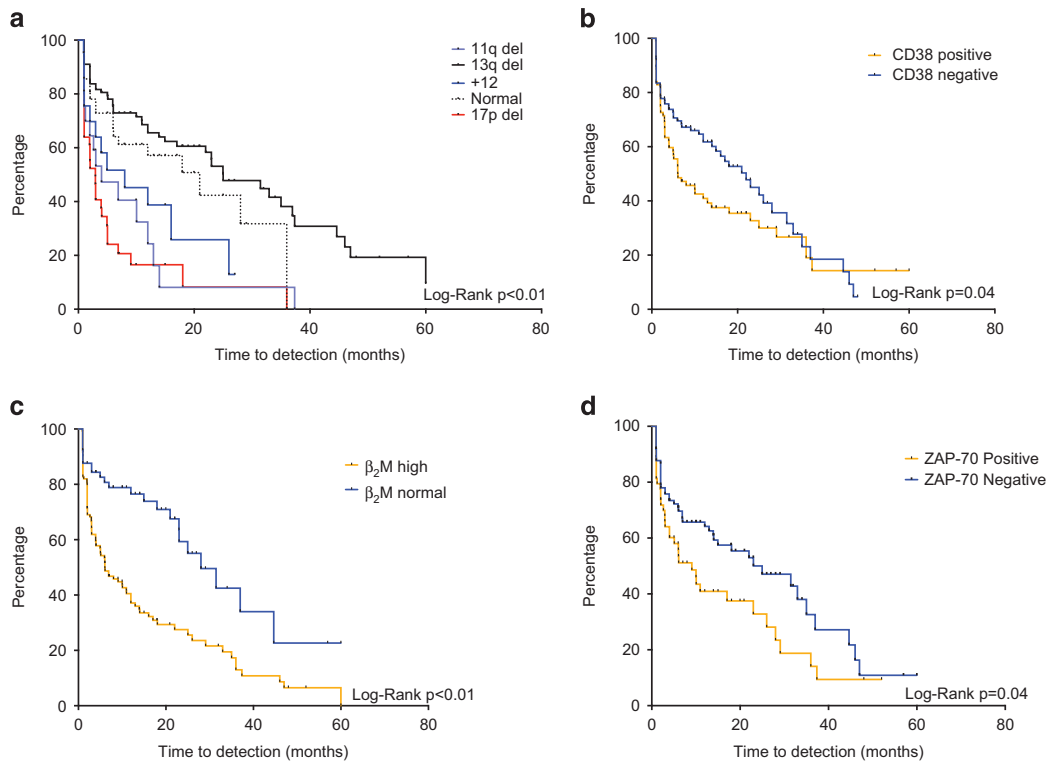 a
100
80
60
40
20
0
Percentage
11q del
13q del
+12
Normal
17p del
Log-Rank p<0.01
0 20 40 60 80
Time to detection (months)
b
100
80
60
40
20
0
Percentage
CD38 positive
CD38 negative
Log-Rank p=0.04
0 20 40 60 80
Time to detection (months)
c
100
80
60
40
20
0
Percentage
β₂M high
β₂M normal
Log-Rank p<0.01
0 20 40 60 80
Time to detection (months)
d
100
80
60
40
20
0
Percentage
ZAP-70 Positive
ZAP-70 Negative
Log-Rank p=0.04
0 20 40 60 80
Time to detection (months)